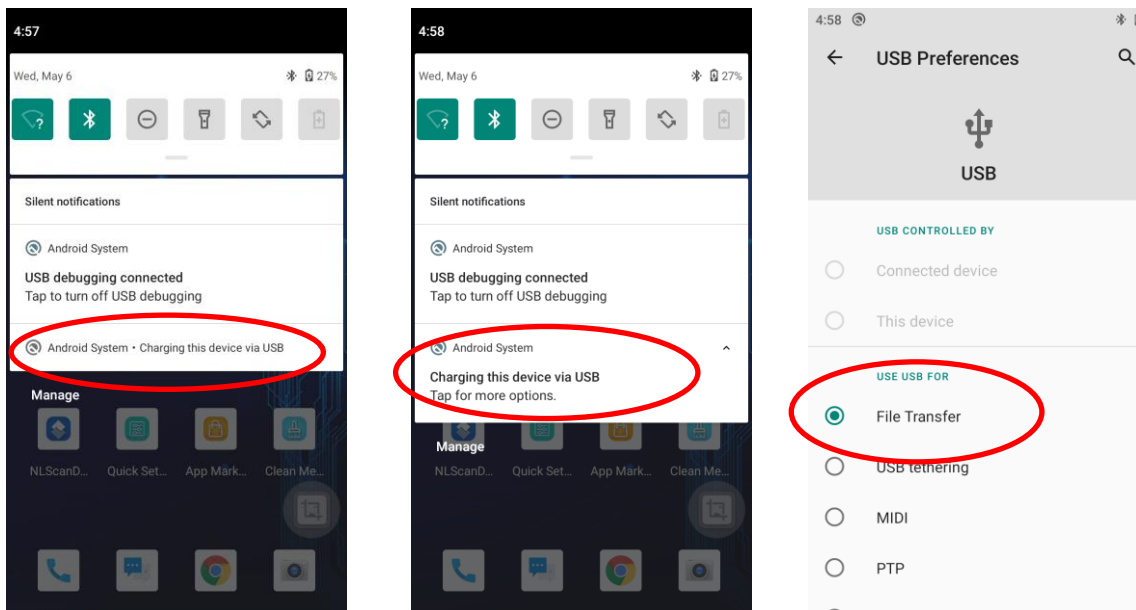 4:57
Wed, May 6
27%
Silent notifications
Android System
USB debugging connected
Tap to turn off USB debugging
Android System • Charging this device via USB
Manage
NLScanD...
Quick Set...
App Mark...
Clean Me...
4:58
Wed, May 6
27%
Silent notifications
Android System
USB debugging connected
Tap to turn off USB debugging
Android System
Charging this device via USB
Tap for more options.
Manage
NLScanD...
Quick Set...
App Mark...
Clean Me...
4:58
USB Preferences
USB
USB CONTROLLED BY
Connected device
This device
USE USB FOR
File Transfer
USB tethering
MIDI
PTP